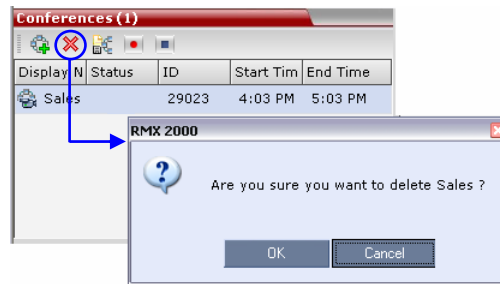 Conferences (1)
Display N Status ID Start Tim End Time
Sales 29023 4:03 PM 5:03 PM
RMX 2000
Are you sure you want to delete Sales ?
OK Cancel